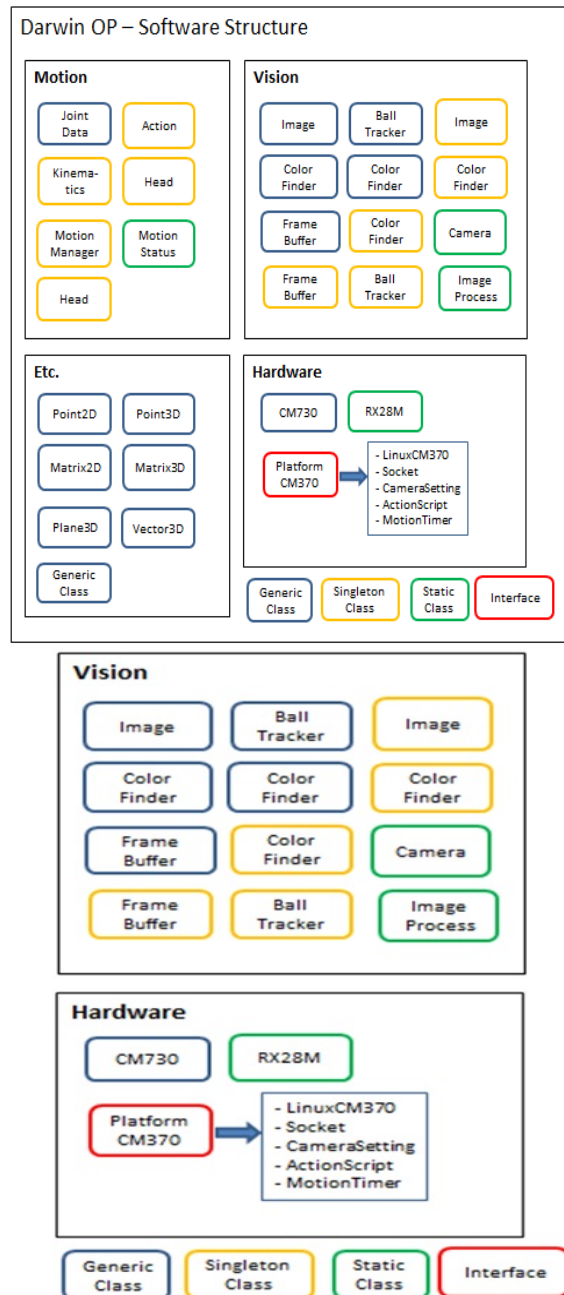 Darwin OP – Software Structure
Motion
Joint
Data
Action
Kinema-
tics
Head
Motion
Manager
Motion
Status
Head
Vision
Image
Ball
Tracker
Image
Color
Finder
Color
Finder
Color
Finder
Frame
Buffer
Color
Finder
Camera
Frame
Buffer
Ball
Tracker
Image
Process
Etc.
Point2D
Point3D
Matrix2D
Matrix3D
Plane3D
Vector3D
Generic
Class
Hardware
CM730
RX28M
Platform
CM370
- LinuxCM370
- Socket
- CameraSetting
- ActionScript
- MotionTimer
Generic
Class
Singleton
Class
Static
Class
Interface
Vision
Image
Ball
Tracker
Image
Color
Finder
Color
Finder
Color
Finder
Frame
Buffer
Color
Finder
Camera
Frame
Buffer
Ball
Tracker
Image
Process
Hardware
CM730
RX28M
Platform
CM370
- LinuxCM370
- Socket
- CameraSetting
- ActionScript
- MotionTimer
Generic
Class
Singleton
Class
Static
Class
Interface